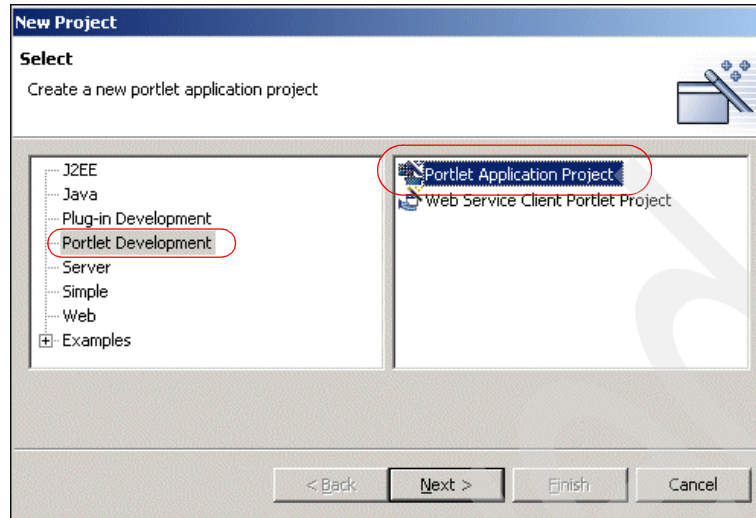 New Project
Select
Create a new portlet application project
J2EE
Java
Plug-in Development
Portlet Development
Server
Simple
Web
Examples
Portlet Application Project
Web Service Client Portlet Project
< Back
Next >
Finish
Cancel